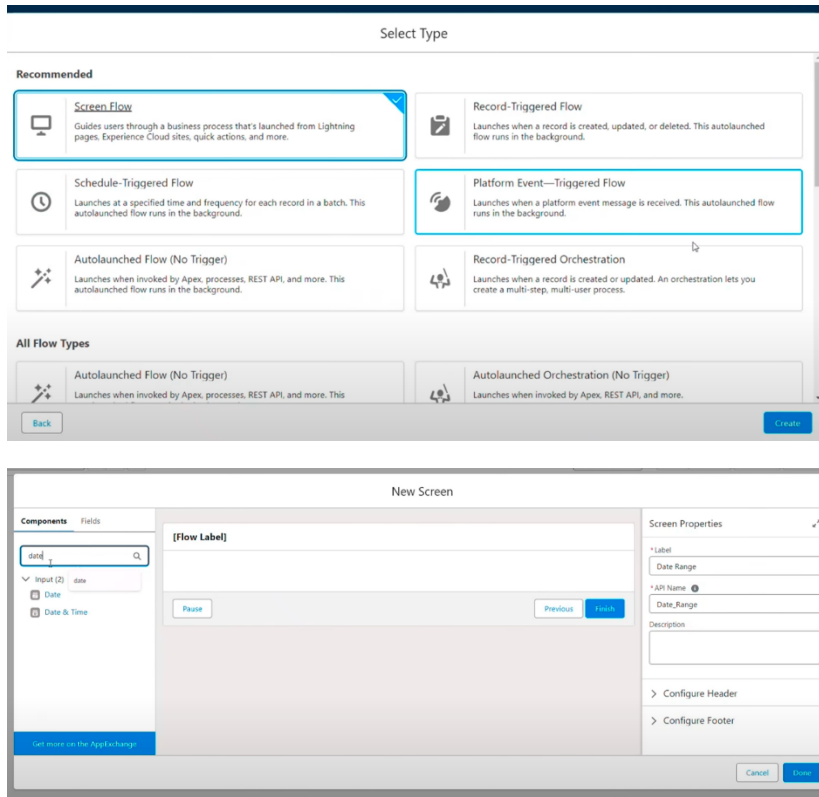 Select Type
Recommended
Screen Flow
Guides users through a business process that's launched from Lightning
pages, Experience Cloud sites, quick actions, and more.
Record-Triggered Flow
Launches when a record is created, updated, or deleted. This autolaunched
flow runs in the background.
Schedule-Triggered Flow
Launches at a specified time and frequency for each record in a batch. This
autolaunched flow runs in the background.
Platform Event—Triggered Flow
Launches when a platform event message is received. This autolaunched flow
runs in the background.
Autolaunched Flow (No Trigger)
Launches when invoked by Apex, processes, REST API, and more. This
autolaunched flow runs in the background.
Record-Triggered Orchestration
Launches when a record is created or updated. An orchestration lets you
create a multi-step, multi-user process.
All Flow Types
Autolaunched Flow (No Trigger)
Launches when invoked by Apex, processes, REST API, and more. This
Autolaunched Orchestration (No Trigger)
Launches when invoked by Apex, REST API, and more.
Back
Create
New Screen
Components
Fields
date
Input (2)
date
Date
Date & Time
Get more on the AppExchange
[Flow Label]
Pause
Previous
Finish
Screen Properties
*Label
Date Range
*API Name
Date_Range
Description
Configure Header
Configure Footer
Cancel
Done